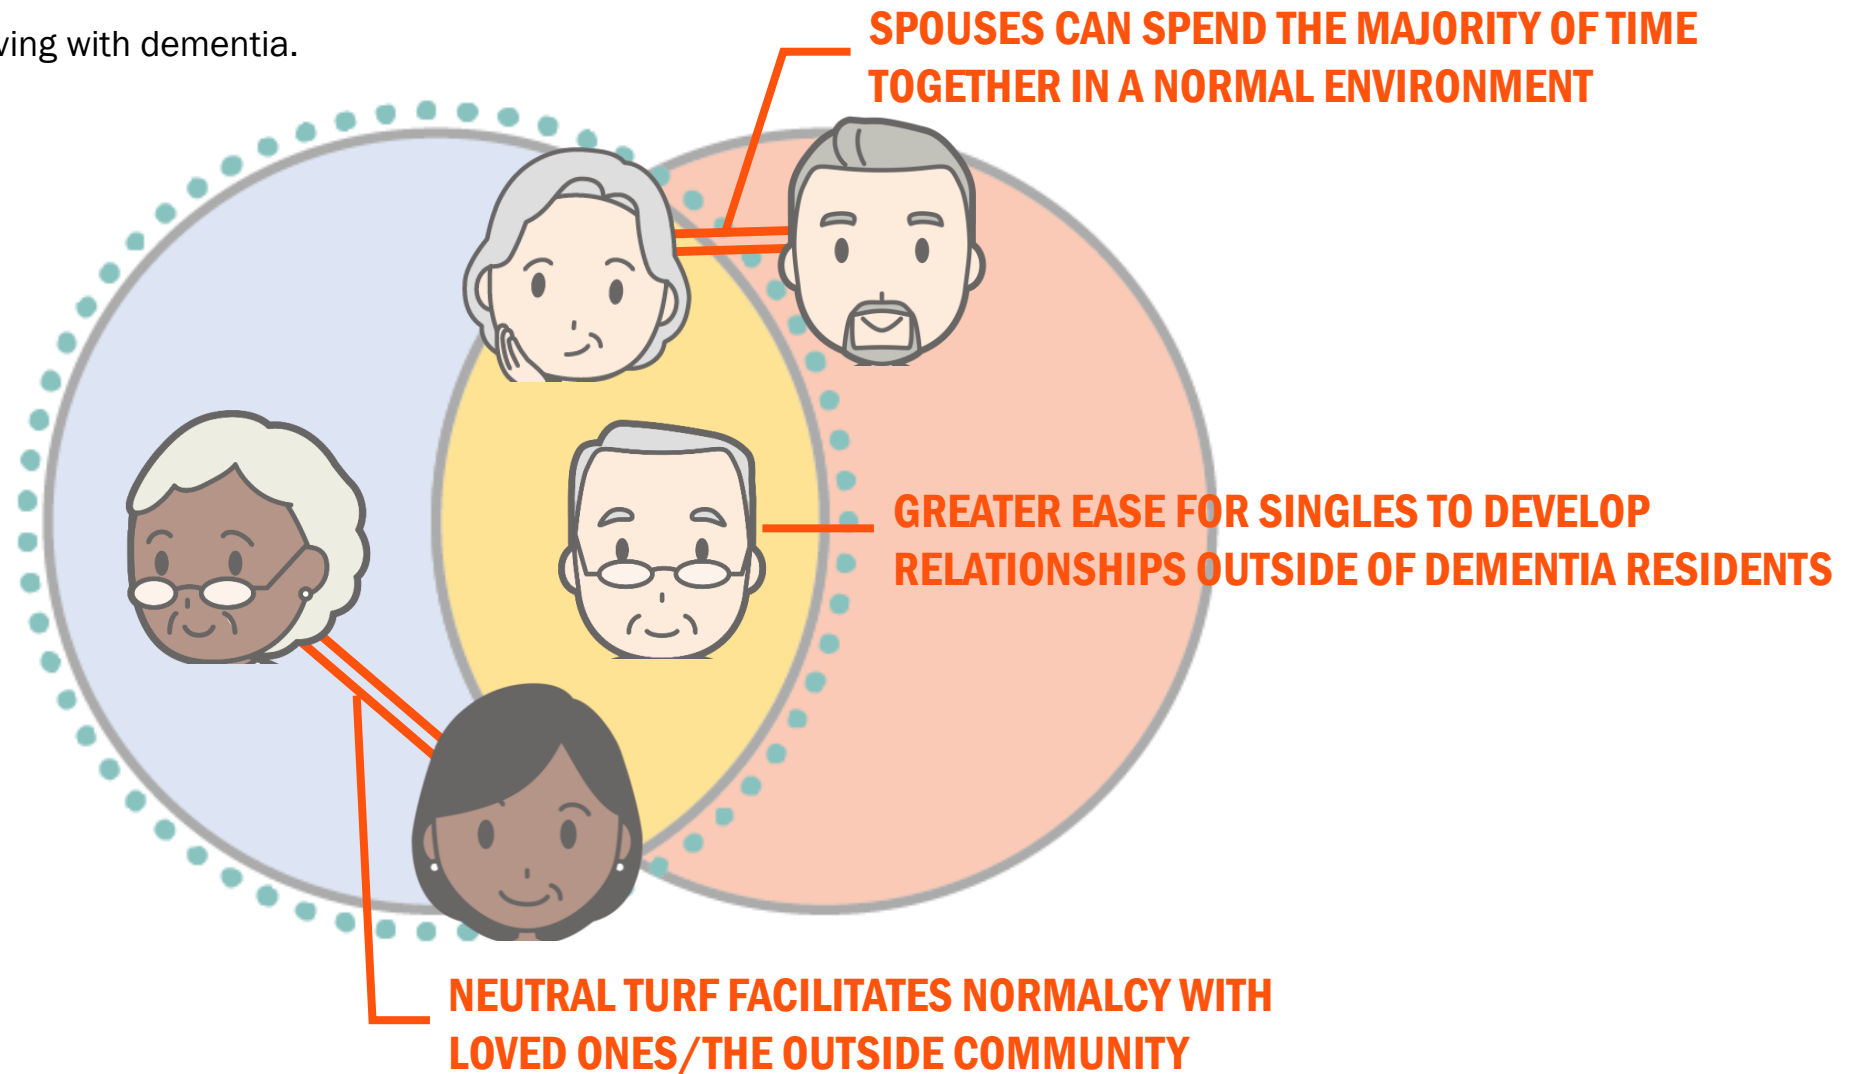 ving with dementia.
SPOUSES CAN SPEND THE MAJORITY OF TIME
TOGETHER IN A NORMAL ENVIRONMENT
GREATER EASE FOR SINGLES TO DEVELOP
RELATIONSHIPS OUTSIDE OF DEMENTIA RESIDENTS
NEUTRAL TURF FACILITATES NORMALCY WITH
LOVED ONES/THE OUTSIDE COMMUNITY